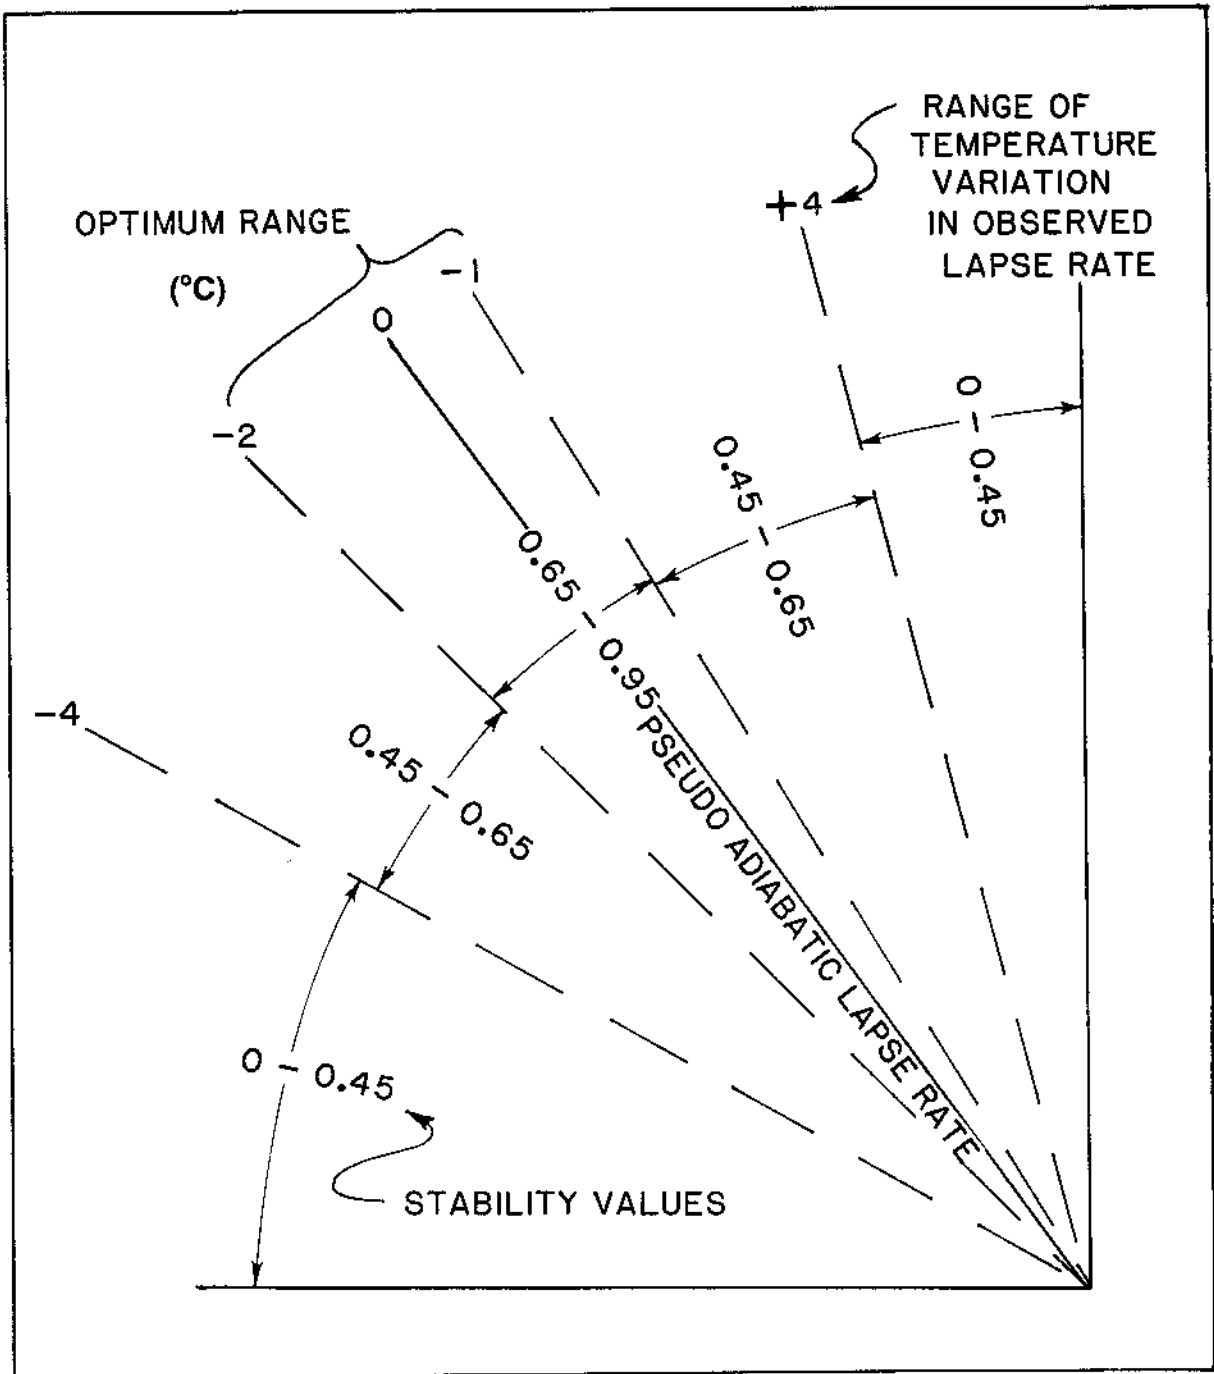 RANGE OF
TEMPERATURE
VARIATION
IN OBSERVED
LAPSE RATE
+4
OPTIMUM RANGE
(°C)
-1
0
-2
-4
0 - 0.45
0.45 - 0.65
0.65 - 0.95
0.45 - 0.65
0 - 0.45
PSEUDO ADIABATIC LAPSE RATE
STABILITY VALUES